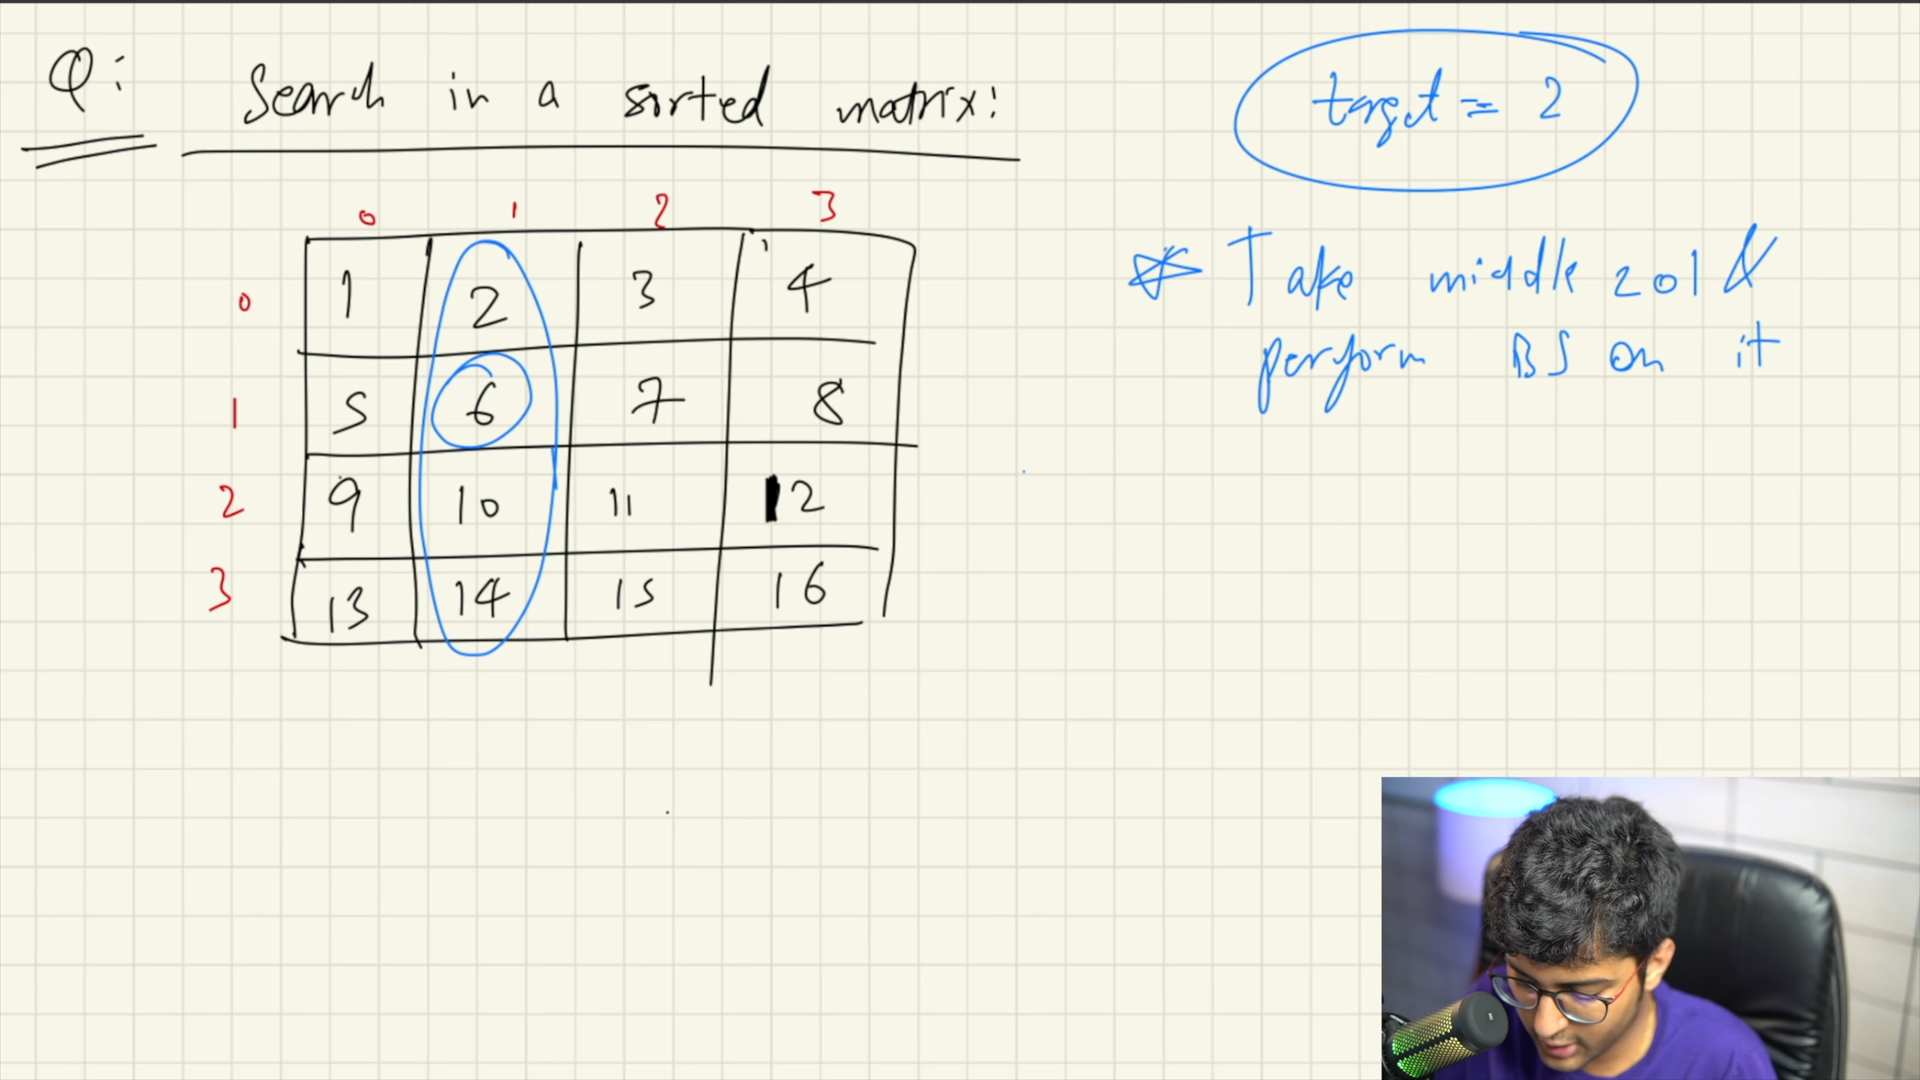 Q: Search in a sorted matrix:
target = 2
* Take middle col &
perform BS on it
0 1 2 3
0 1 2 3 4
1 5 6 7 8
2 9 10 11 12
3 13 14 15 16